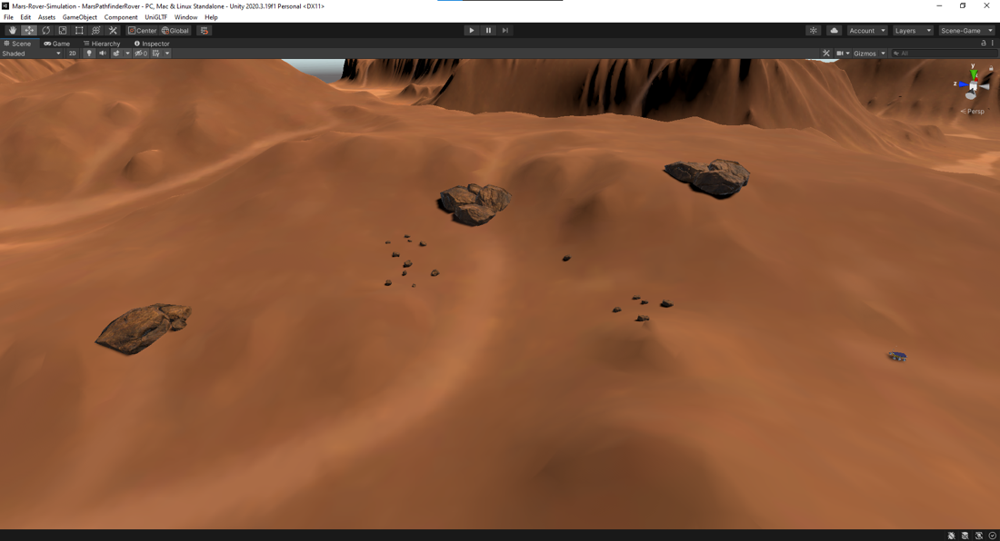 Mars-Rover-Simulation - MarsPathfinderRover - PC, Mac & Linux Standalone - Unity 2020.3.19f1 Personal <DX11>
File Edit Assets GameObject Component UniGLTF Window Help
Center Global Account Layers Scene-Game
Scene Game Hierarchy Inspector
Shaded 2D 0 Gizmos All
y
z
Persp